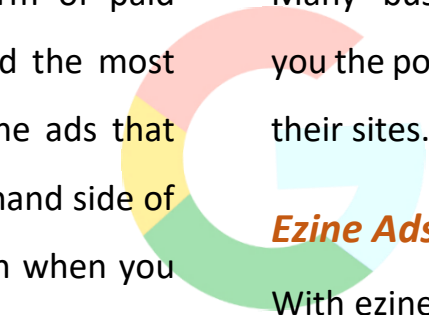 rm of paid
d the most
ne ads that
hand side of
n when you
Many bus
you the po
their sites.
Ezine Ads
With ezine